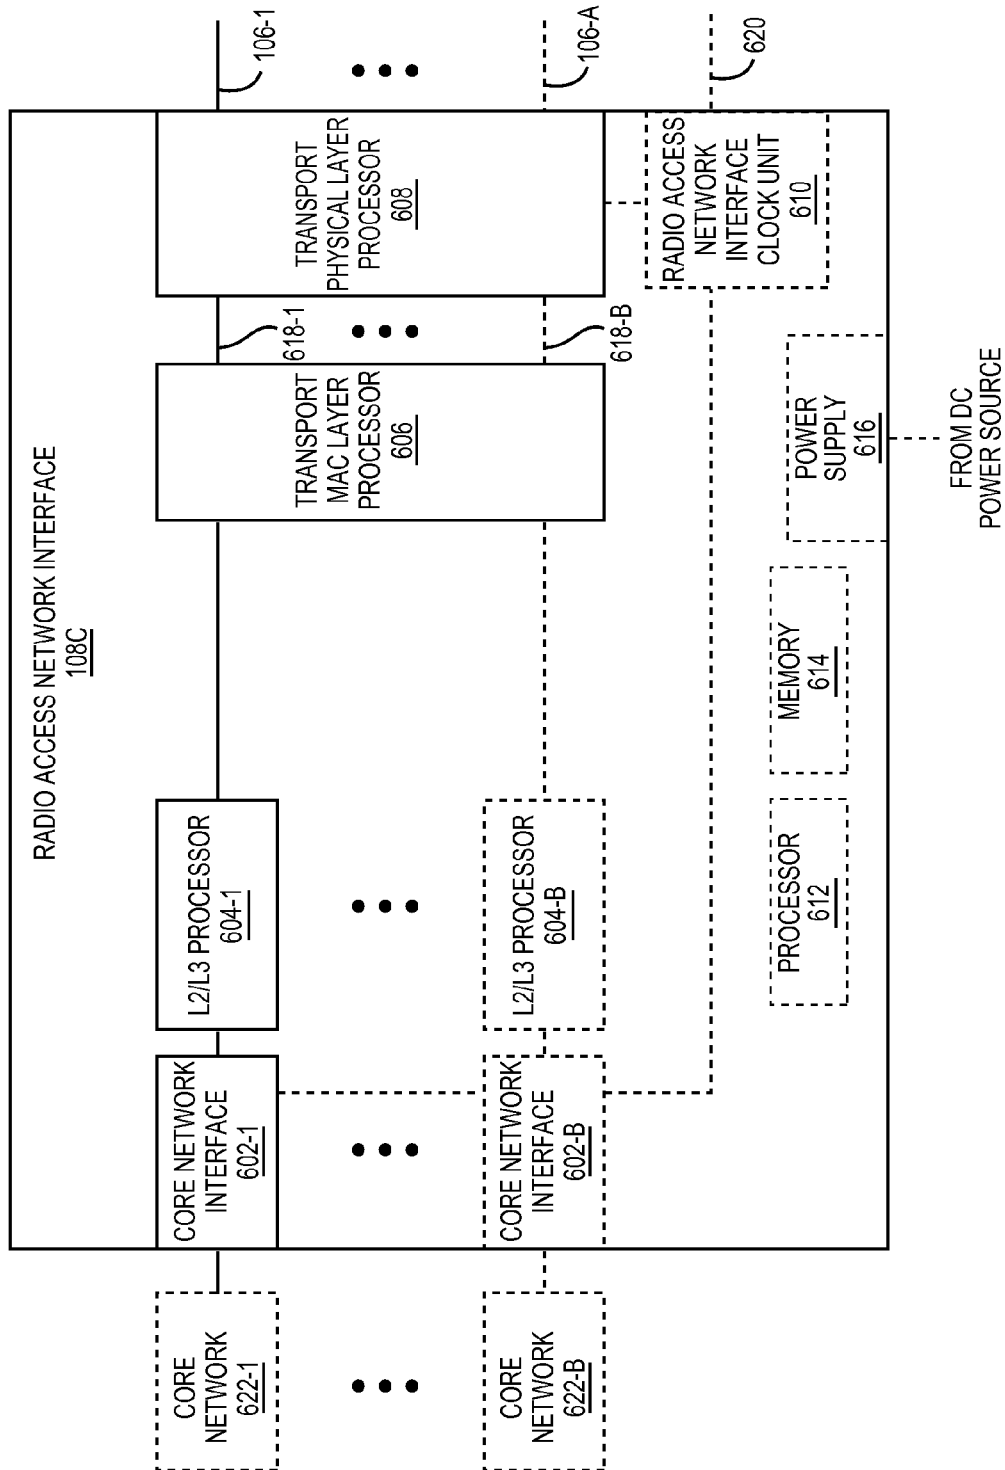 RADIO ACCESS NETWORK INTERFACE
108C
CORE
NETWORK
622-1
CORE NETWORK
INTERFACE
602-1
L2/L3 PROCESSOR
604-1
TRANSPORT
MAC LAYER
PROCESSOR
606
618-1
TRANSPORT
PHYSICAL LAYER
PROCESSOR
608
106-1
CORE
NETWORK
622-B
CORE NETWORK
INTERFACE
602-B
L2/L3 PROCESSOR
604-B
618-B
106-A
RADIO ACCESS
NETWORK
INTERFACE
CLOCK UNIT
610
620
PROCESSOR
612
MEMORY
614
POWER
SUPPLY
616
FROM DC
POWER SOURCE